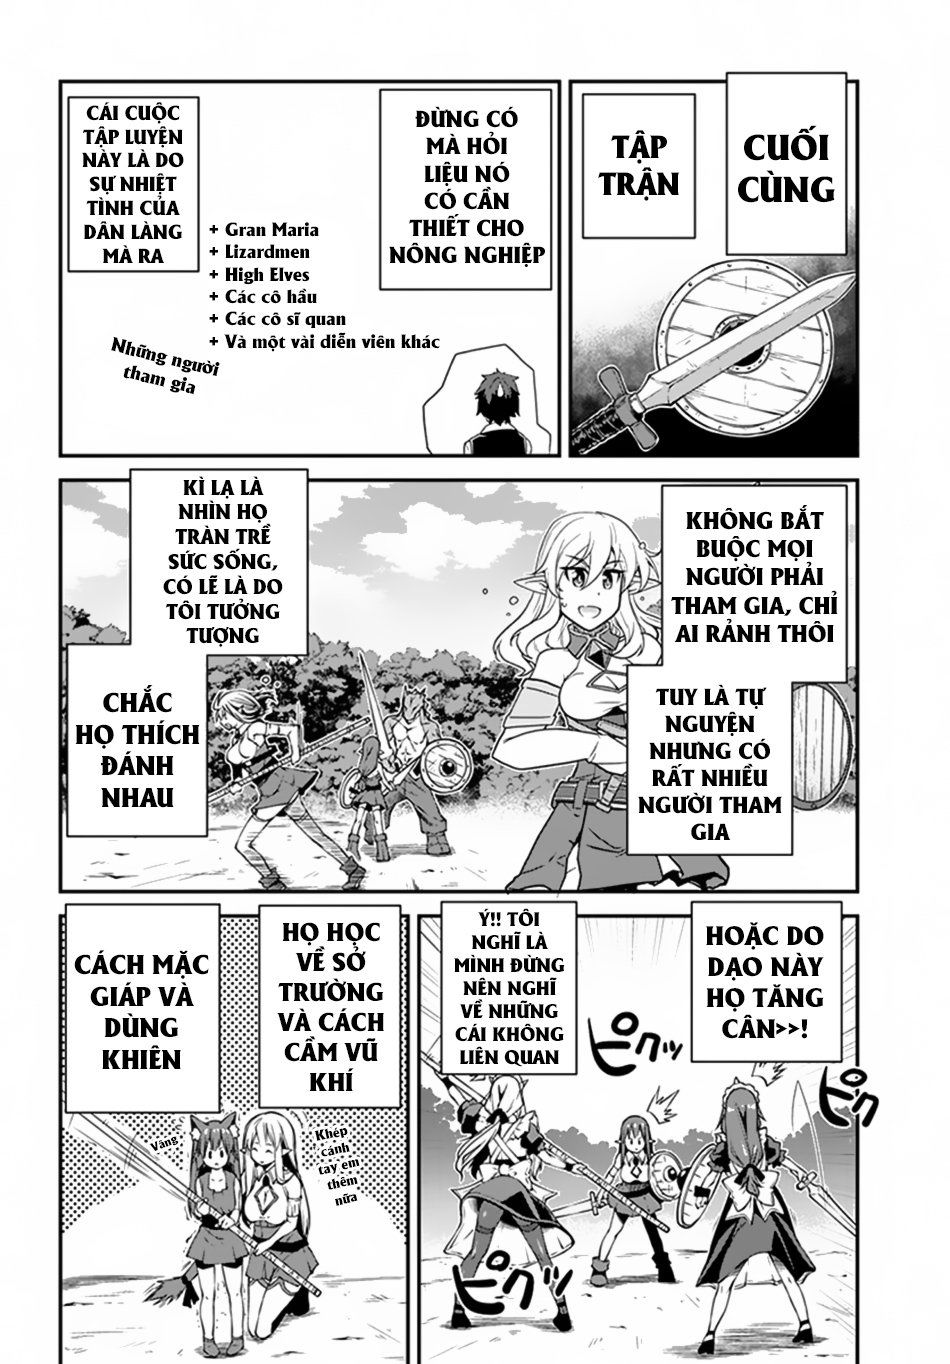 CUỐI
CÙNG
TẬP
TRẬN
ĐỪNG CÓ
MÀ HỎI
LIỆU NÓ
CÓ CẦN
THIẾT CHO
NÔNG NGHIỆP
CÁI CUỘC
TẬP LUYỆN
NÀY LÀ DO
SỰ NHIỆT
TÌNH CỦA
DÂN LÀNG
MÀ RA
+ Gran Maria
+ Lizardmen
+ High Elves
+ Các cô hầu
+ Các cô sĩ quan
+ Và một vài diễn viên khác
Những người
tham gia
KHÔNG BẮT
BUỘC MỌI
NGƯỜI PHẢI
THAM GIA, CHỈ
AI RẢNH THÔI
TUY LÀ TỰ
NGUYỆN
NHƯNG CÓ
RẤT NHIỀU
NGƯỜI THAM
GIA
KÌ LẠ LÀ
NHÌN HỌ
TRÀN TRỀ
SỨC SỐNG,
CÓ LẼ LÀ DO
TÔI TƯỞNG
TƯỢNG
CHẮC
HỌ THÍCH
ĐÁNH
NHAU
HOẶC DO
DẠO NÀY
HỌ TĂNG
CÂN>>!
Ý!! TÔI
NGHĨ LÀ
MÌNH ĐỪNG
NÊN NGHĨ
VỀ NHỮNG
CÁI KHÔNG
LIÊN QUAN
ピクッ
ピクッ
ピクッ
HỌ HỌC
VỀ SỞ
TRƯỜNG
VÀ CÁCH
CẦM VŨ
KHÍ
CÁCH MẶC
GIÁP VÀ
DÙNG
KHIÊN
Khép
cánh
tay em
thêm
nữa
Vâng